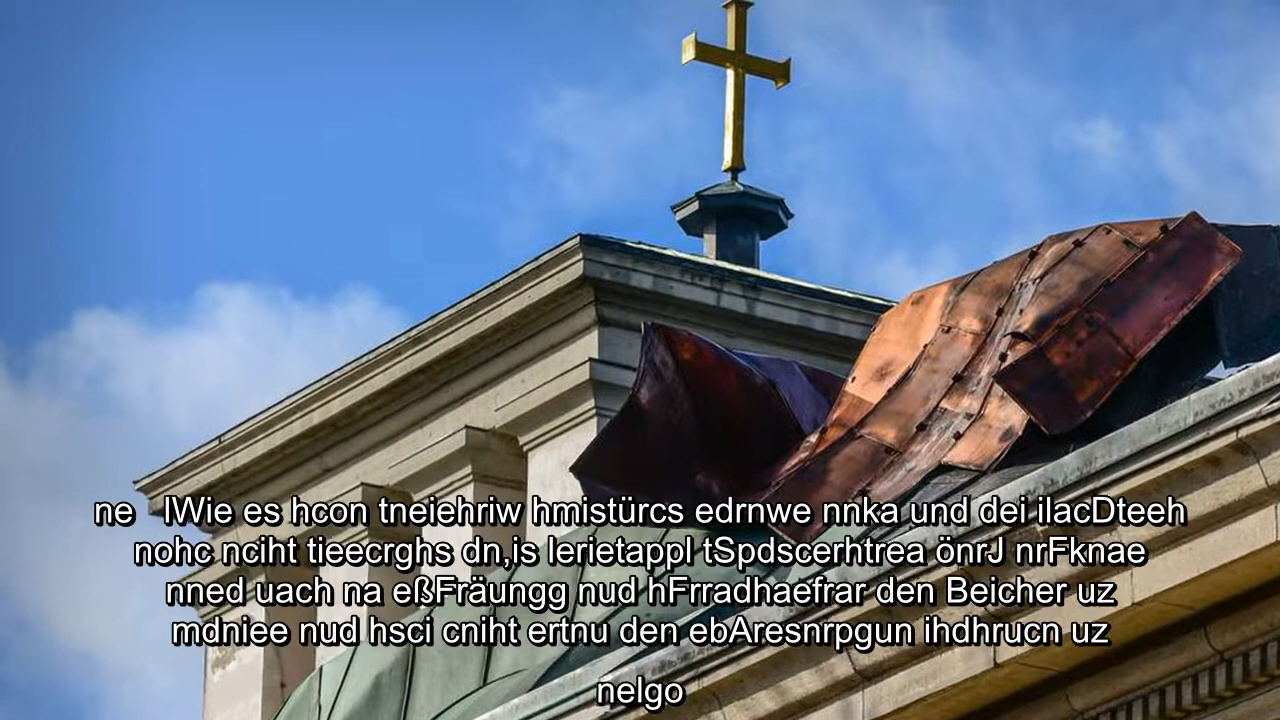 ne lWie es hcon tneiehriw hmistürcs edrnwe nnka und dei ilacDteeh
nohc nciht tieecrghs dn,is lerietappl tSpdscerhtrea önrJ nrFknae
nned uach na eßFräungg nud hFrradhaefrar den Beicher uz
mdniee nud hsci cniht ertnu den ebAresnrpgun ihdhrucn uz
nelgo